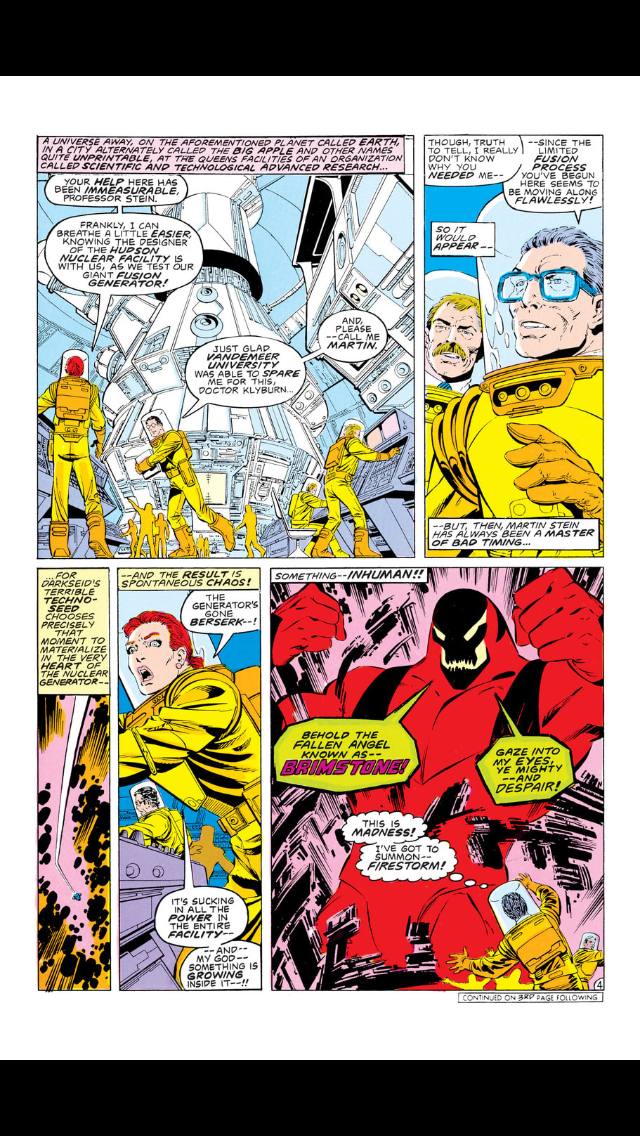 A UNIVERSE AWAY, ON THE AFOREMENTIONED PLANET CALLED EARTH,
IN A CITY ALTERNATELY CALLED THE BIG APPLE AND OTHER NAMES
QUITE UNPRINTABLE, AT THE QUEENS FACILITIES OF AN ORGANIZATION
CALLED SCIENTIFIC AND TECHNOLOGICAL ADVANCED RESEARCH...
YOUR HELP HERE HAS
BEEN IMMEASURABLE,
PROFESSOR STEIN.
FRANKLY, I CAN
BREATHE A LITTLE EASIER,
KNOWING THE DESIGNER
OF THE HUDSON
NUCLEAR FACILITY IS
WITH US, AS WE TEST OUR
GIANT FUSION
GENERATOR!
JUST GLAD
VANDEMEER
UNIVERSITY
WAS ABLE TO SPARE
ME FOR THIS,
DOCTOR KLYBURN...
AND,
PLEASE
--CALL ME
MARTIN.
THOUGH, TRUTH
TO TELL, I REALLY
DON'T KNOW
WHY YOU
NEEDED ME--
--SINCE THE
LIMITED
FUSION
PROCESS
YOU'VE BEGUN
HERE SEEMS TO
BE MOVING ALONG
FLAWLESSLY!
SO IT
WOULD
APPEAR--
--BUT, THEN, MARTIN STEIN
HAS ALWAYS BEEN A MASTER
OF BAD TIMING...
FOR
DARKSEID'S
TERRIBLE
TECHNO-
SEED
CHOOSES
PRECISELY
THAT
MOMENT TO
MATERIALIZE
IN THE VERY
HEART OF THE
NUCLEAR
GENERATOR--
--AND THE RESULT IS
SPONTANEOUS CHAOS!
THE
GENERATOR'S
GONE
BERSERK--!
IT'S SUCKING
IN ALL THE
POWER IN
THE ENTIRE
FACILITY--
--AND--
MY GOD--
SOMETHING IS
GROWING
INSIDE IT--!!
SOMETHING--INHUMAN!!
BEHOLD THE
FALLEN ANGEL
KNOWN AS--
BRIMSTONE!
GAZE INTO
MY EYES,
YE MIGHTY
--AND
DESPAIR!
THIS IS
MADNESS!
I'VE GOT TO
SUMMON--
FIRESTORM!
4
CONTINUED ON 3RD PAGE FOLLOWING